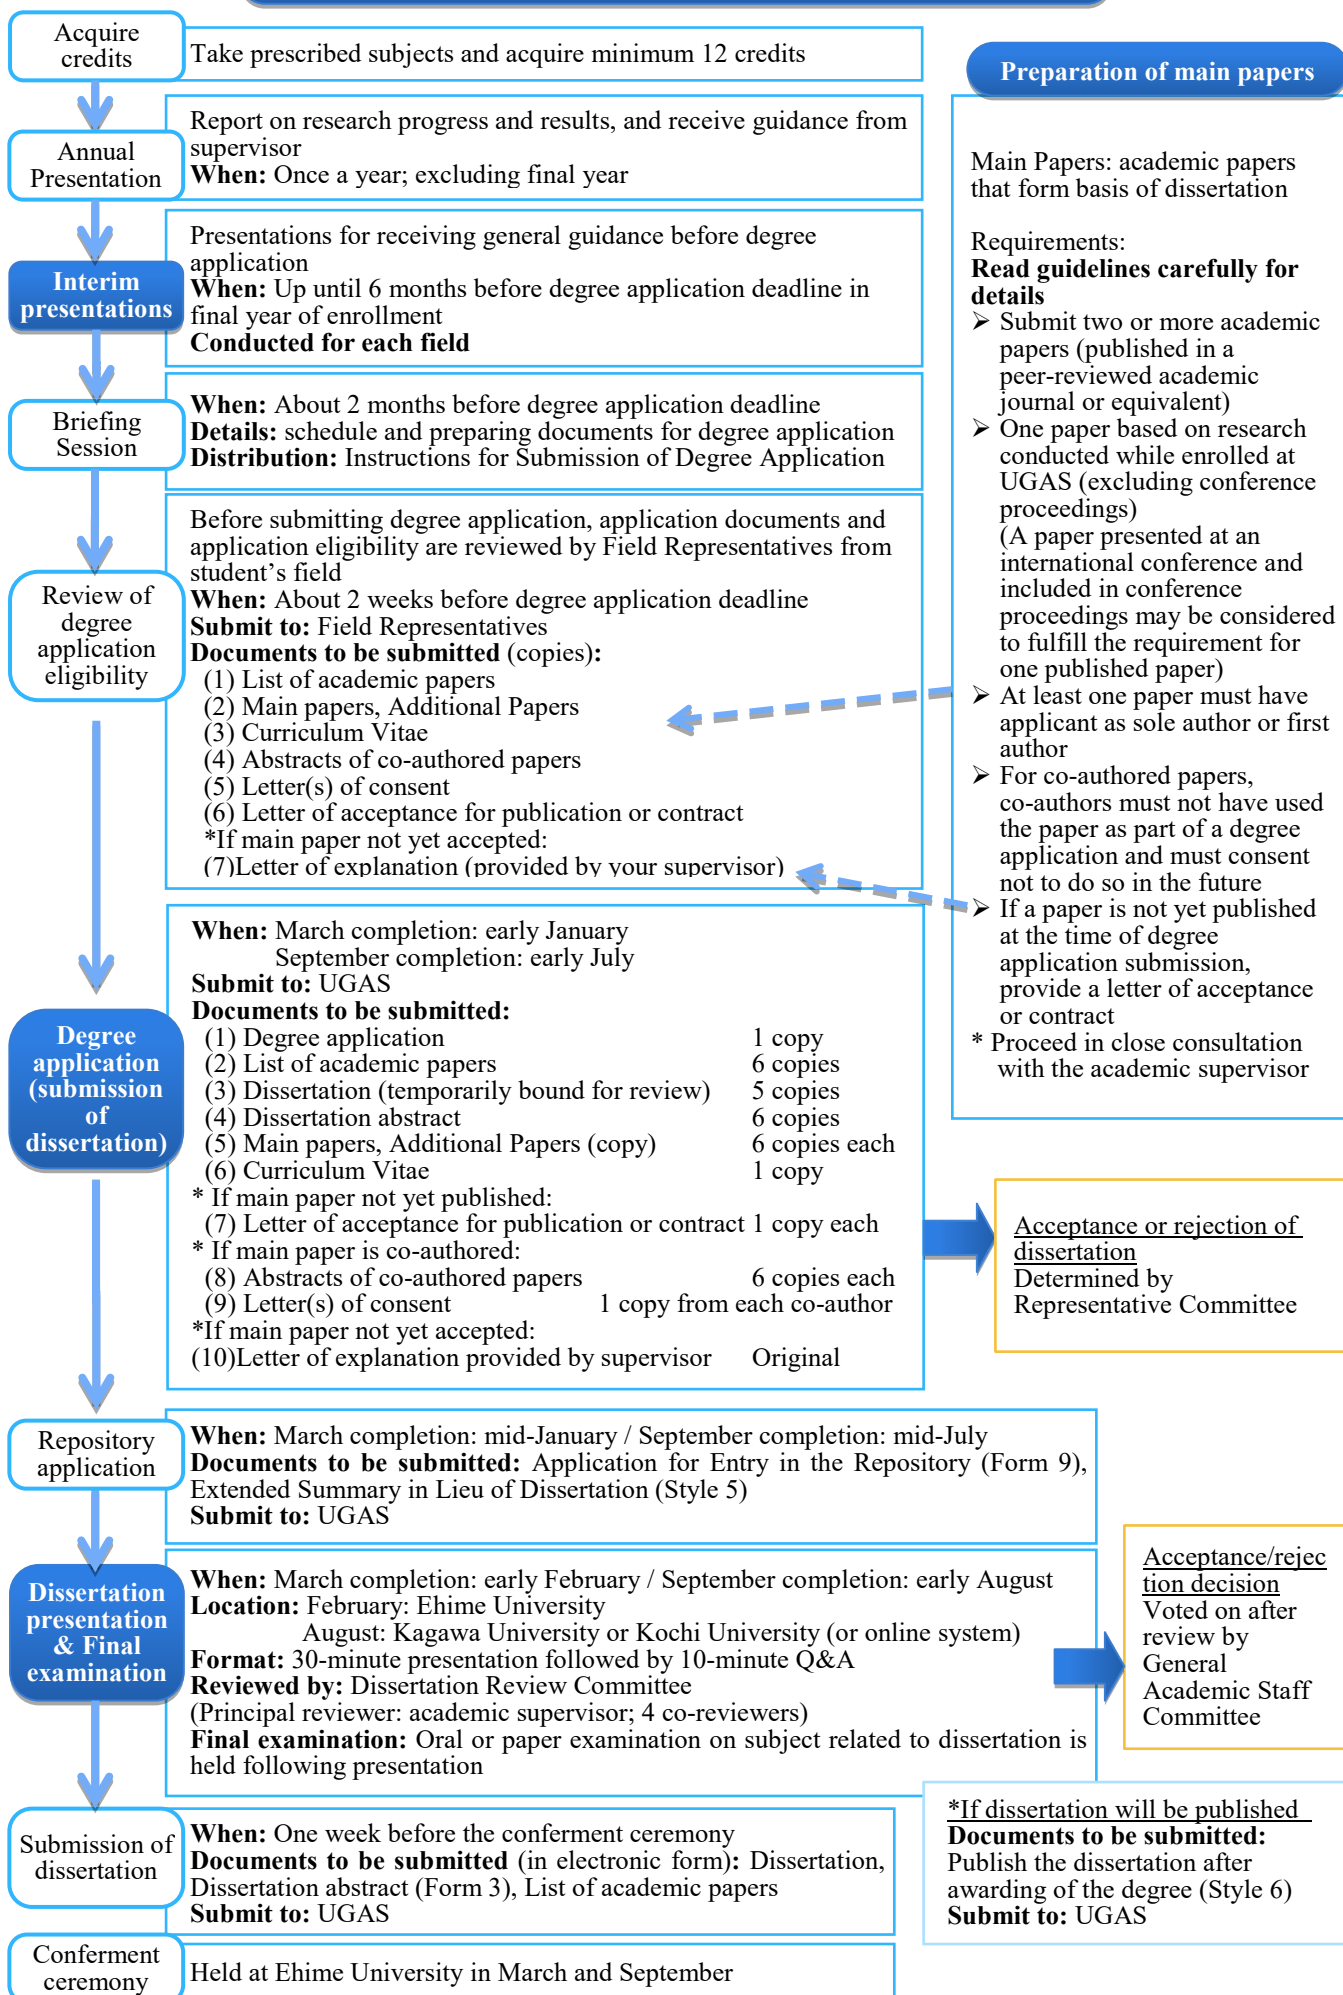 Acquire
credits
Take prescribed subjects and acquire minimum 12 credits
Annual
Presentation
Report on research progress and results, and receive guidance from
supervisor
When: Once a year; excluding final year
Interim
presentations
Presentations for receiving general guidance before degree
application
When: Up until 6 months before degree application deadline in
final year of enrollment
Conducted for each field
Briefing
Session
When: About 2 months before degree application deadline
Details: schedule and preparing documents for degree application
Distribution: Instructions for Submission of Degree Application
Review of
degree
application
eligibility
Before submitting degree application, application documents and
application eligibility are reviewed by Field Representatives from
student’s field
When: About 2 weeks before degree application deadline
Submit to: Field Representatives
Documents to be submitted (copies):
(1) List of academic papers
(2) Main papers, Additional Papers
(3) Curriculum Vitae
(4) Abstracts of co-authored papers
(5) Letter(s) of consent
(6) Letter of acceptance for publication or contract
*If main paper not yet accepted:
(7)Letter of explanation (provided by your supervisor)
Preparation of main papers
Main Papers: academic papers
that form basis of dissertation
Requirements:
Read guidelines carefully for
details
➢ Submit two or more academic
papers (published in a
peer-reviewed academic
journal or equivalent)
➢ One paper based on research
conducted while enrolled at
UGAS (excluding conference
proceedings)
(A paper presented at an
international conference and
included in conference
proceedings may be considered
to fulfill the requirement for
one published paper)
➢ At least one paper must have
applicant as sole author or first
author
➢ For co-authored papers,
co-authors must not have used
the paper as part of a degree
application and must consent
not to do so in the future
➢ If a paper is not yet published
at the time of degree
application submission,
provide a letter of acceptance
or contract
* Proceed in close consultation
with the academic supervisor
Degree
application
(submission
of
dissertation)
When: March completion: early January
September completion: early July
Submit to: UGAS
Documents to be submitted:
(1) Degree application 1 copy
(2) List of academic papers 6 copies
(3) Dissertation (temporarily bound for review) 5 copies
(4) Dissertation abstract 6 copies
(5) Main papers, Additional Papers (copy) 6 copies each
(6) Curriculum Vitae 1 copy
* If main paper not yet published:
(7) Letter of acceptance for publication or contract 1 copy each
* If main paper is co-authored:
(8) Abstracts of co-authored papers 6 copies each
(9) Letter(s) of consent 1 copy from each co-author
*If main paper not yet accepted:
(10)Letter of explanation provided by supervisor Original
Acceptance or rejection of
dissertation
Determined by
Representative Committee
Repository
application
When: March completion: mid-January / September completion: mid-July
Documents to be submitted: Application for Entry in the Repository (Form 9),
Extended Summary in Lieu of Dissertation (Style 5)
Submit to: UGAS
Dissertation
presentation
& Final
examination
When: March completion: early February / September completion: early August
Location: February: Ehime University
August: Kagawa University or Kochi University (or online system)
Format: 30-minute presentation followed by 10-minute Q&A
Reviewed by: Dissertation Review Committee
(Principal reviewer: academic supervisor; 4 co-reviewers)
Final examination: Oral or paper examination on subject related to dissertation is
held following presentation
Acceptance/rejec
tion decision
Voted on after
review by
General
Academic Staff
Committee
Submission of
dissertation
When: One week before the conferment ceremony
Documents to be submitted (in electronic form): Dissertation,
Dissertation abstract (Form 3), List of academic papers
Submit to: UGAS
*If dissertation will be published
Documents to be submitted:
Publish the dissertation after
awarding of the degree (Style 6)
Submit to: UGAS
Conferment
ceremony
Held at Ehime University in March and September